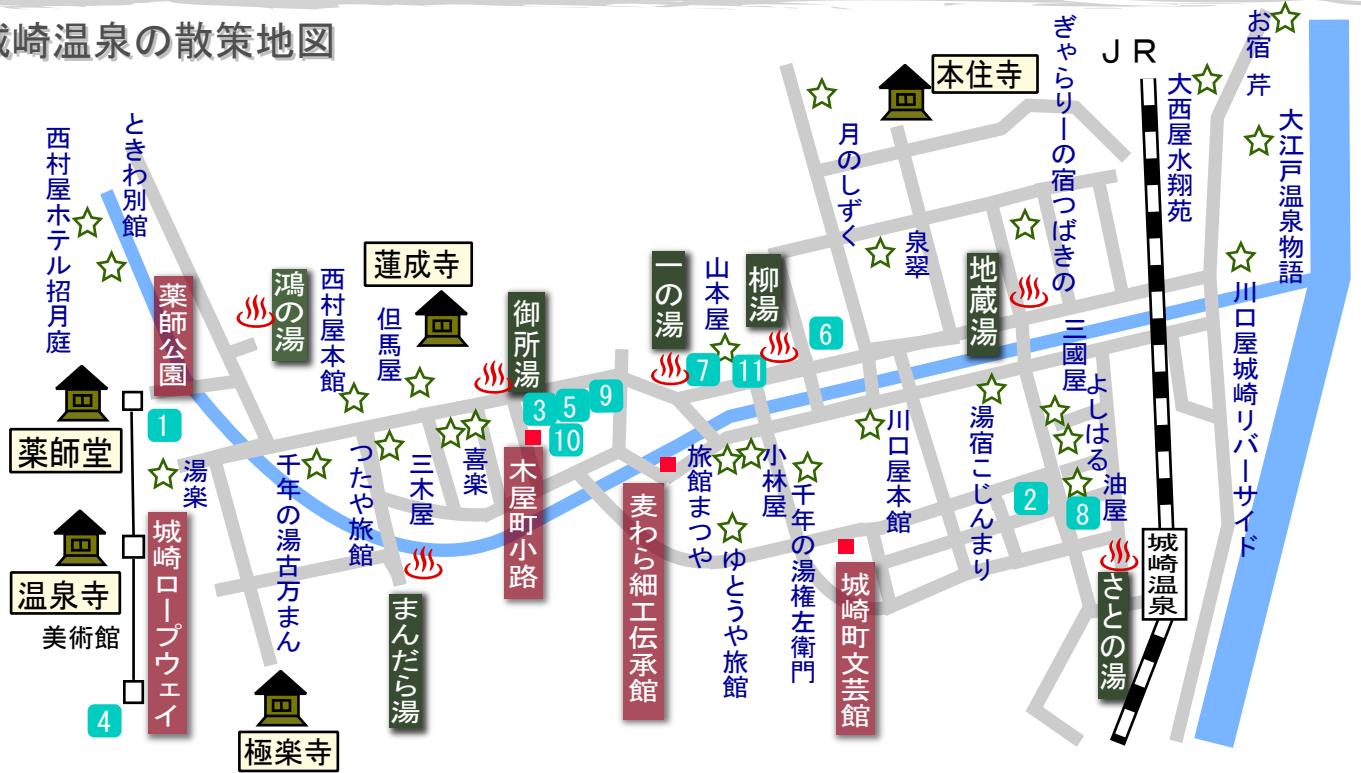 城崎温泉の散策地図
西村屋ホテル招月庭
ときわ別館
薬師公園
鴻の湯
西村屋本館
蓮成寺
但馬屋
御所湯
一の湯
山本屋
柳湯
月のしずく
本住寺
泉翠
地蔵湯
ぎゃらりーの宿つばきの
JR
大西屋水翔苑
お宿 芹
大江戸温泉物語
川口屋城崎リバーサイド
薬師堂
温泉寺
美術館
城崎ロープウェイ
湯楽
千年の湯古万まん
つたや旅館
三木屋
喜楽
木屋町小路
まんだら湯
極楽寺
麦わら細工伝承館
旅館まつや
小林屋
ゆとうや旅館
千年の湯権左衛門
城崎町文芸館
川口屋本館
湯宿こじんまり
三國屋
よしはる
油屋
さとの湯
城崎温泉
1
2
3
4
5
6
7
8
9
10
11